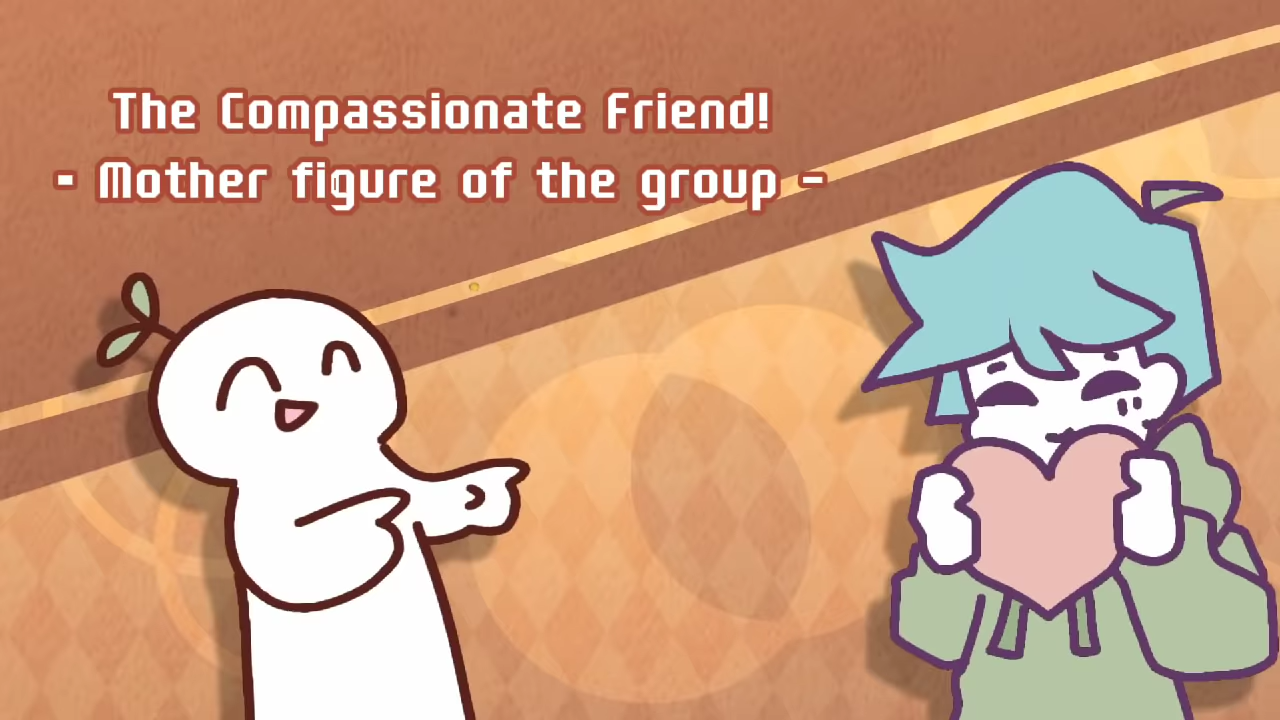 The Compassionate Friend!
- Mother figure of the group -